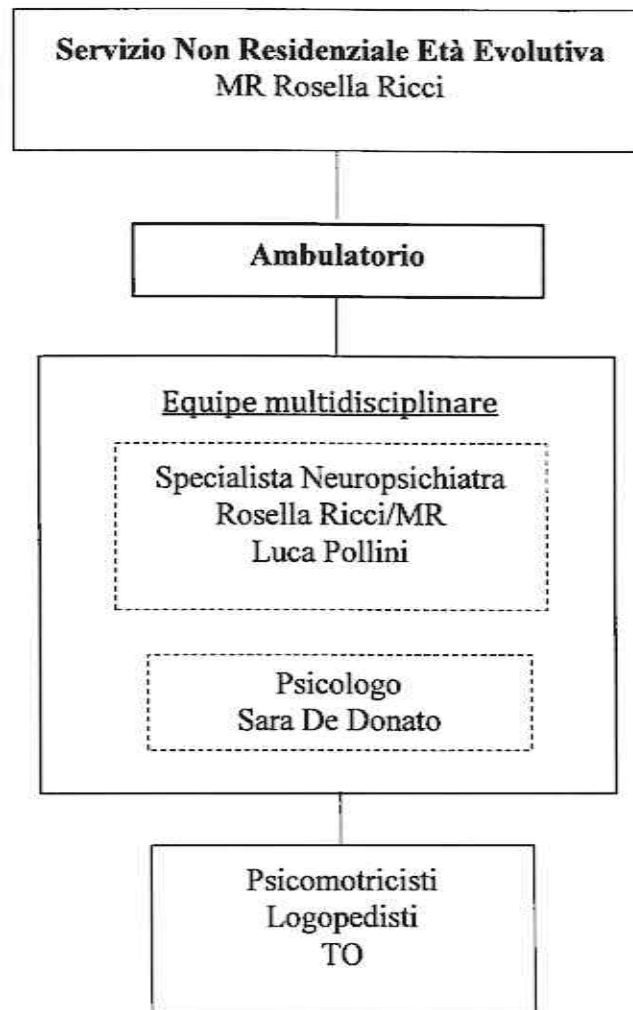 Servizio Non Residenziale Età Evolutiva
MR Rosella Ricci
Ambulatorio
Equipe multidisciplinare
Specialista Neuropsichiatra
Rosella Ricci/MR
Luca Pollini
Psicologo
Sara De Donato
Psicomotricisti
Logopedisti
TO